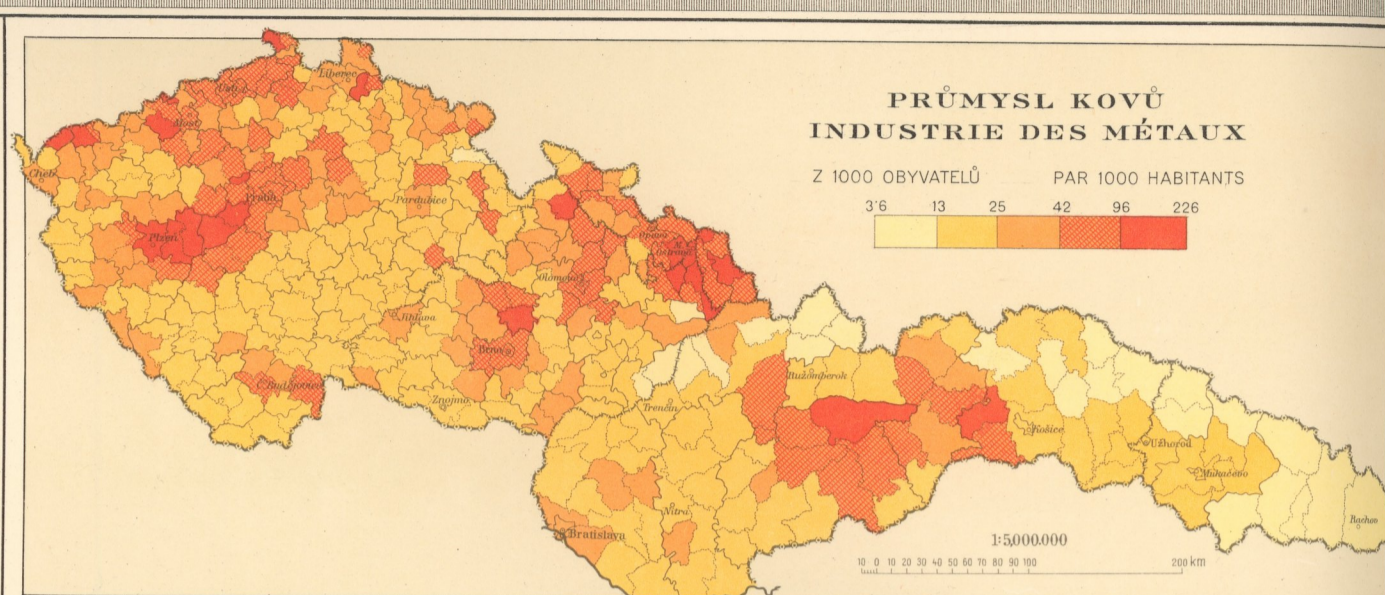 PRŮMYSL KOVŮ
INDUSTRIE DES MÉTAUX
Z 1000 OBYVATELŮ PAR 1000 HABITANTS
3'6 13 25 42 96 226
Liberec
Most
Cheb
Praha
Pardubice
Plzeň
Opava
Olomouc
Jihlava
Brno
Č. Budějovice
Ružomberok
Znojmo
Trenčín
Košice
Užhorod
Mukačevo
Nitra
Rachov
Bratislava
1:5,000.000
10 0 10 20 30 40 50 60 70 80 90 100 200 km